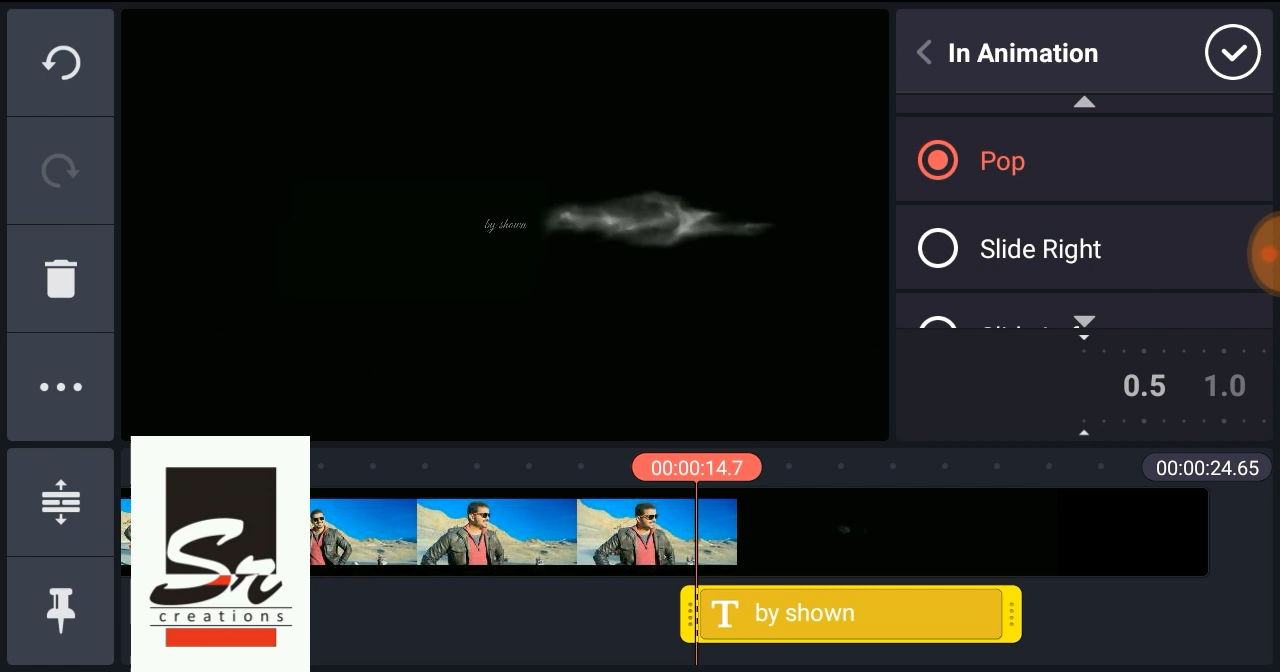 In Animation
Pop
Slide Right
by shown
0.5 1.0
00:00:14.7
00:00:24.65
Sr
creations
T by shown